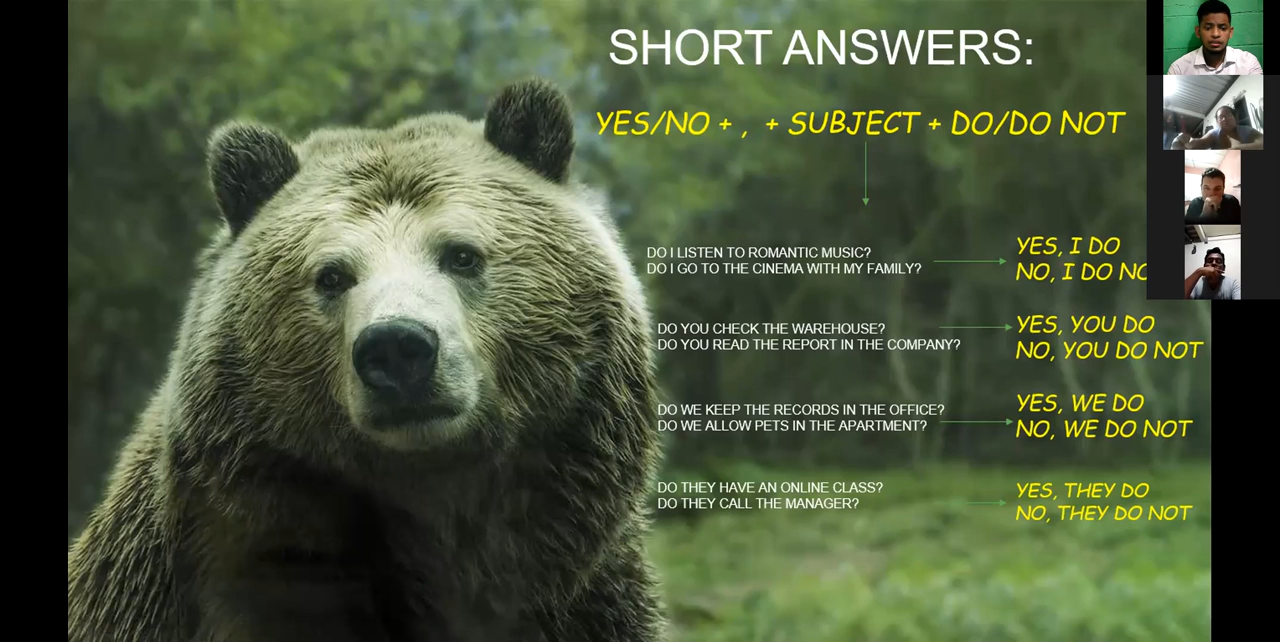 SHORT ANSWERS:
YES/NO + , + SUBJECT + DO/DO NOT
DO I LISTEN TO ROMANTIC MUSIC?
DO I GO TO THE CINEMA WITH MY FAMILY?
YES, I DO
NO, I DO NO
DO YOU CHECK THE WAREHOUSE?
DO YOU READ THE REPORT IN THE COMPANY?
YES, YOU DO
NO, YOU DO NOT
DO WE KEEP THE RECORDS IN THE OFFICE?
DO WE ALLOW PETS IN THE APARTMENT?
YES, WE DO
NO, WE DO NOT
DO THEY HAVE AN ONLINE CLASS?
DO THEY CALL THE MANAGER?
YES, THEY DO
NO, THEY DO NOT